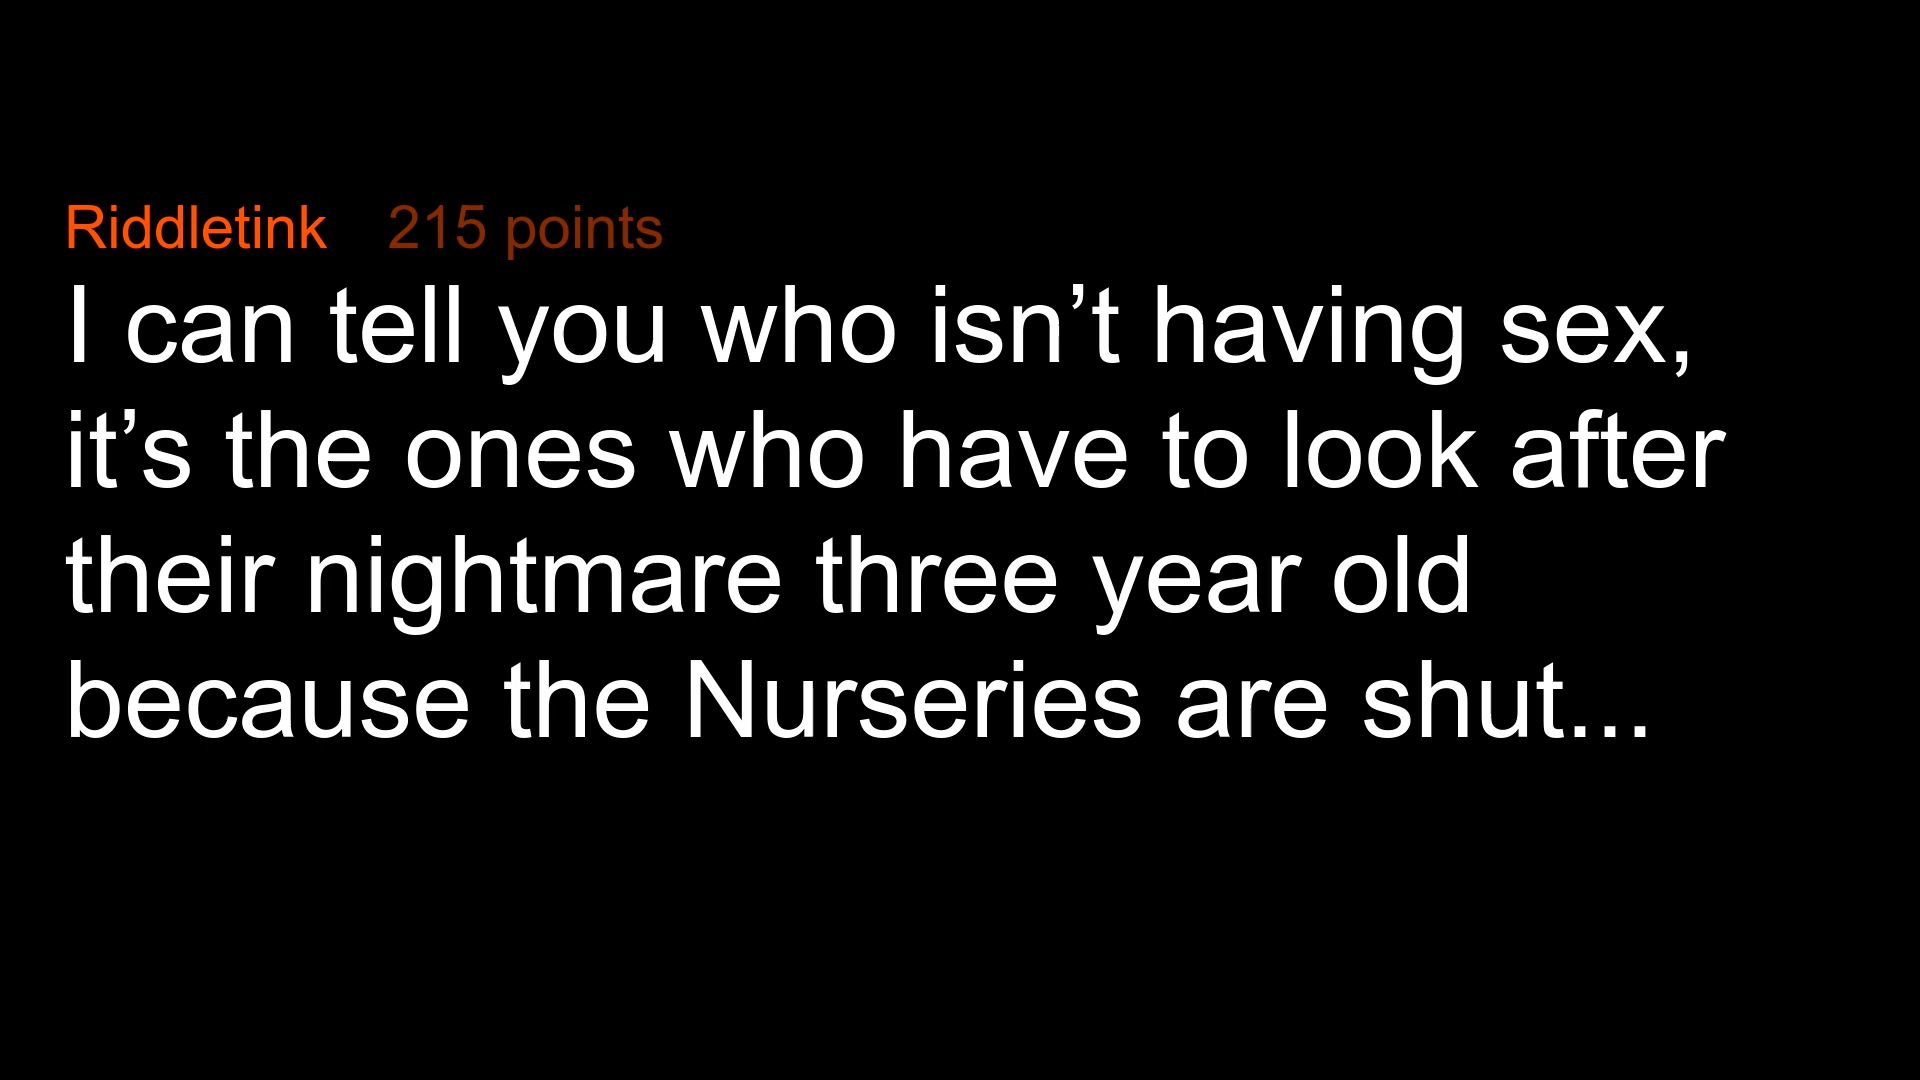 Riddletink 215 points
I can tell you who isn’t having sex,
it’s the ones who have to look after
their nightmare three year old
because the Nurseries are shut...